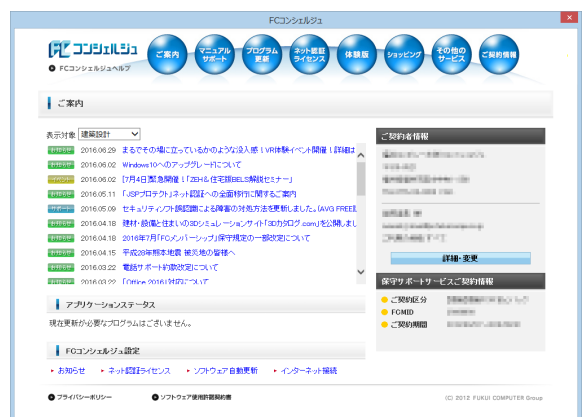 FCコンシェルジュ
FC コンシェルジュ
FCコンシェルジュヘルプ
ご案内
マニュアル
サポート
プログラム
更新
ネット認証
ライセンス
体験版
ショッピング
その他の
サービス
ご契約情報
ご案内
表示対象 建築設計
お知らせ 2016.06.29 まるでその場に立っているかのような没入感！VR体験イベント開催！詳細は
お知らせ 2016.06.02 Windows10へのアップグレードについて
2016.06.02 [7月4日]緊急開催！「ZEH＆住宅版BELS解説セミナー」
お知らせ 2016.05.11 「JSPプロテクト」ネット認証への全面移行に関するご案内
サポート 2016.05.09 セキュリティソフト誤認識による障害の対処方法を更新しました。(AVG FREE)
お知らせ 2016.04.18 建材・設備と住まいの3Dシミュレーションサイト「3Dカタログ.com」を公開しまし
お知らせ 2016.04.18 2016年7月「FCメンバーシップ」保守規定の一部改定について
お知らせ 2016.04.15 平成28年熊本地震 被災地の皆様へ
お知らせ 2016.03.22 電話サポート約款改定について
お知らせ 2016.03.22 「Office 2016」対応について
アプリケーションステータス
現在更新が必要なプログラムはございません。
FCコンシェルジュ設定
お知らせ
ネット認証ライセンス
ソフトウェア自動更新
インターネット接続
ご契約者情報
詳細・変更
保守サポートサービスご契約情報
ご契約区分
FCMID
ご契約期間
プライバシーポリシー
ソフトウェア使用許諾契約書
(C) 2012 FUKUI COMPUTER Group